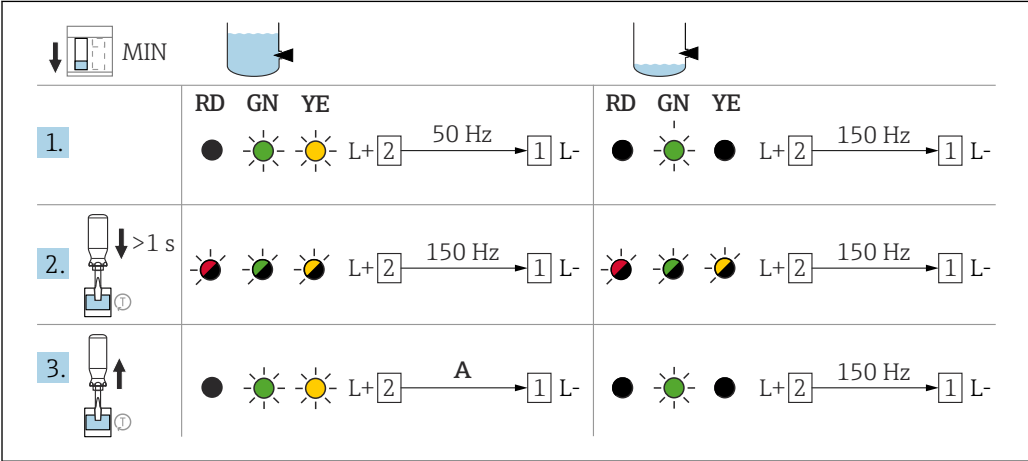 MIN
RD GN YE RD GN YE
1. L+ 2 50 Hz 1 L- L+ 2 150 Hz 1 L-
2. >1 s T L+ 2 150 Hz 1 L- L+ 2 150 Hz 1 L-
3. T L+ 2 A 1 L- L+ 2 150 Hz 1 L-